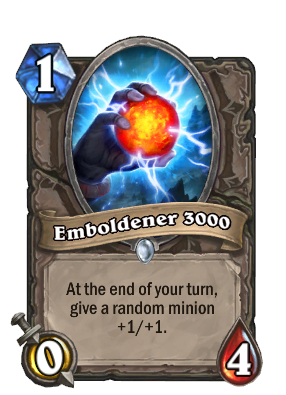 1
Emboldener 3000
At the end of your turn,
give a random minion
+1/+1.
0
4